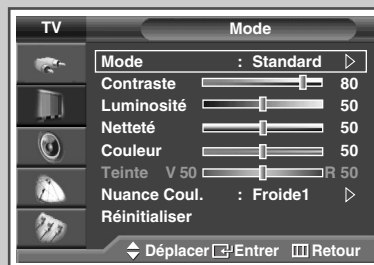 TV Mode
Mode : Standard
Contraste 80
Luminosité 50
Netteté 50
Couleur 50
Teinte V 50 R 50
Nuance Coul. : Froide1
Réinitialiser
Déplacer Entrer Retour